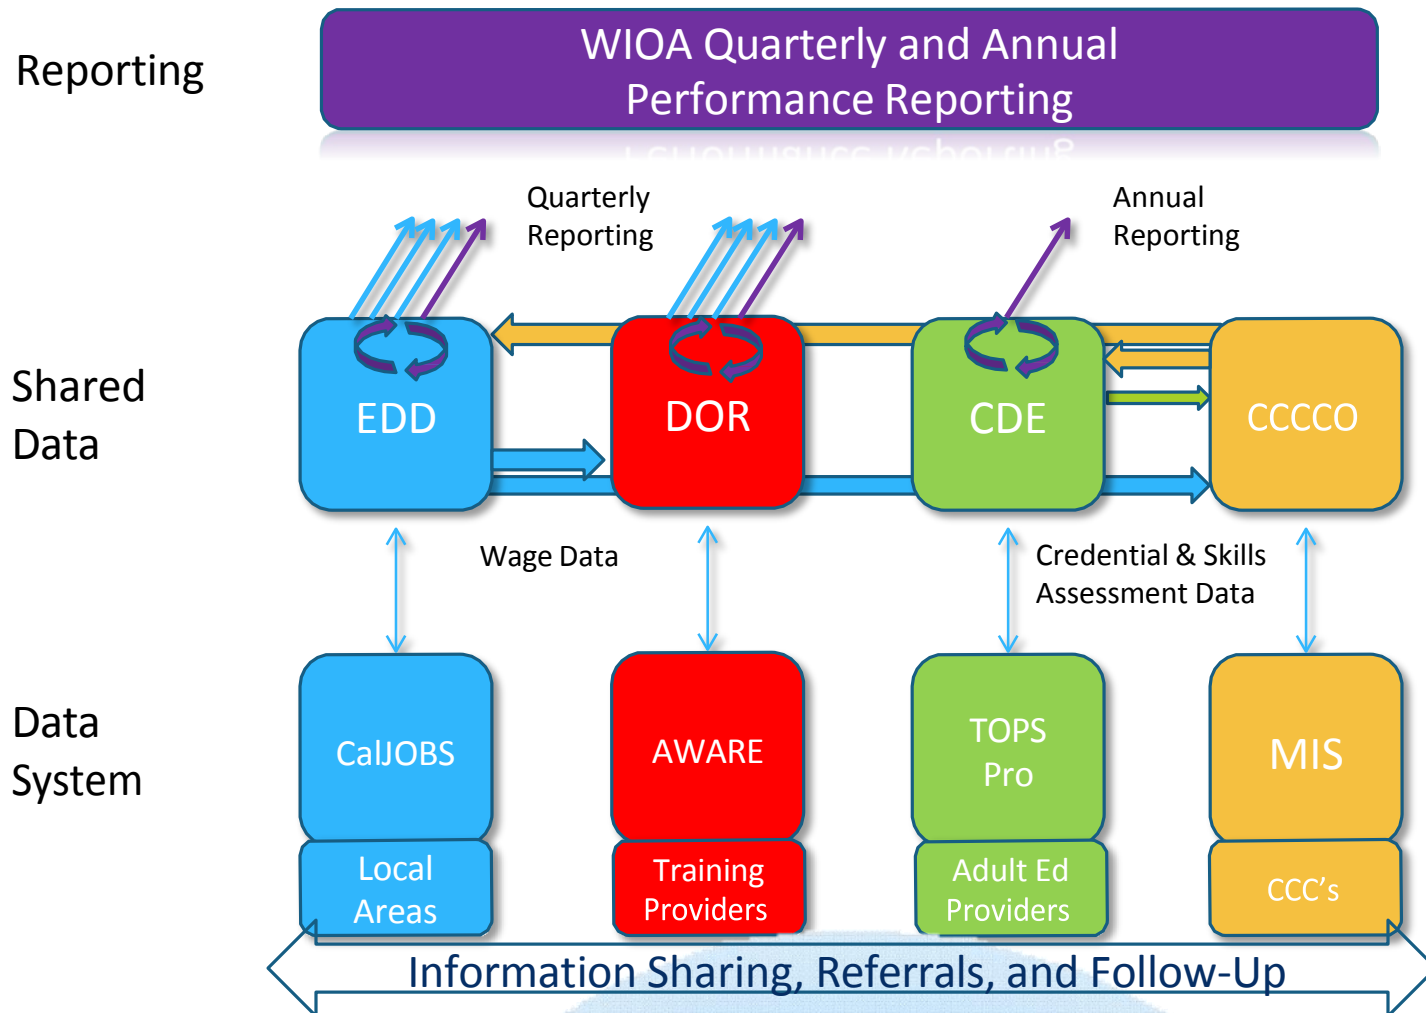 Reporting
WIOA Quarterly and Annual
Performance Reporting
Quarterly
Reporting
Annual
Reporting
Shared
Data
EDD
DOR
CDE
CCCCO
Wage Data
Credential & Skills
Assessment Data
Data
System
CalJOBS
AWARE
TOPS
Pro
MIS
Local
Areas
Training
Providers
Adult Ed
Providers
CCC's
Information Sharing, Referrals, and Follow-Up